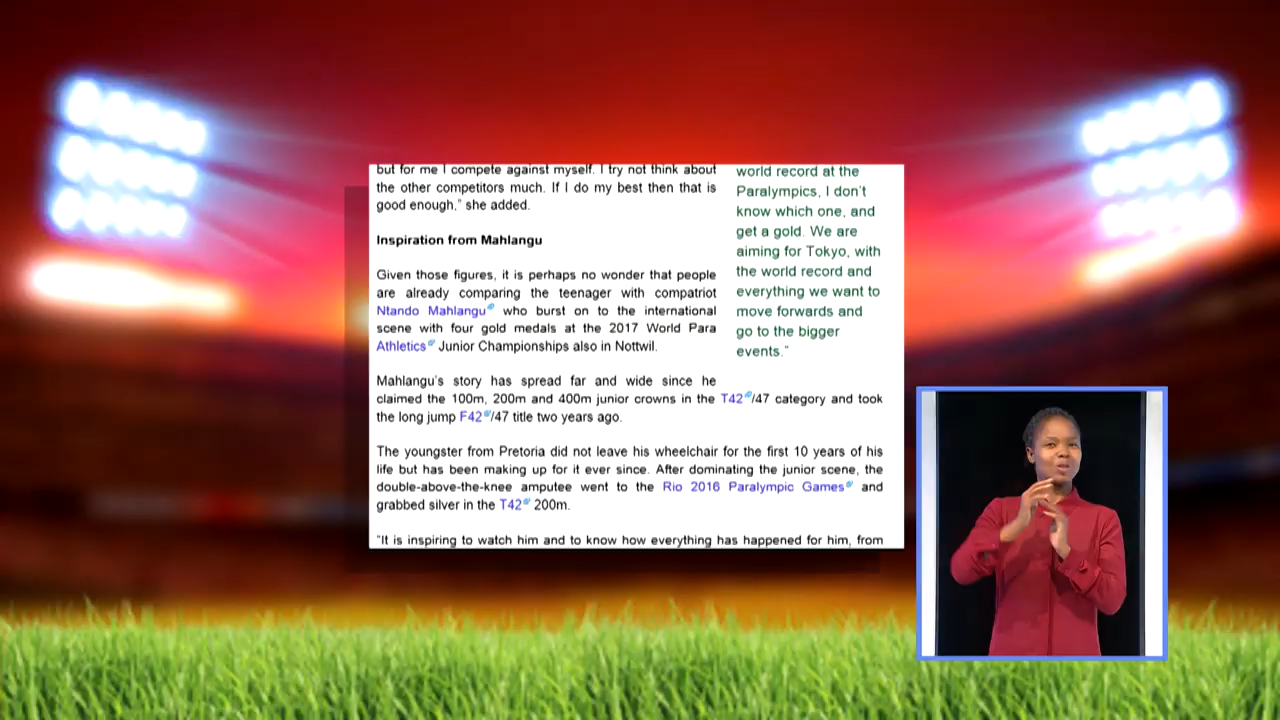 but for me I compete against myself. I try not think about
the other competitors much. If I do my best then that is
good enough," she added.
Inspiration from Mahlangu
Given those figures, it is perhaps no wonder that people
are already comparing the teenager with compatriot
Ntando Mahlangu who burst on to the international
scene with four gold medals at the 2017 World Para
Athletics Junior Championships also in Nottwil.
Mahlangu's story has spread far and wide since he
claimed the 100m, 200m and 400m junior crowns in the T42/47 category and took
the long jump F42/47 title two years ago.
The youngster from Pretoria did not leave his wheelchair for the first 10 years of his
life but has been making up for it ever since. After dominating the junior scene, the
double-above-the-knee amputee went to the Rio 2016 Paralympic Games and
grabbed silver in the T42 200m.
"It is inspiring to watch him and to know how everything has happened for him, from
world record at the
Paralympics, I don't
know which one, and
get a gold. We are
aiming for Tokyo, with
the world record and
everything we want to
move forwards and
go to the bigger
events."